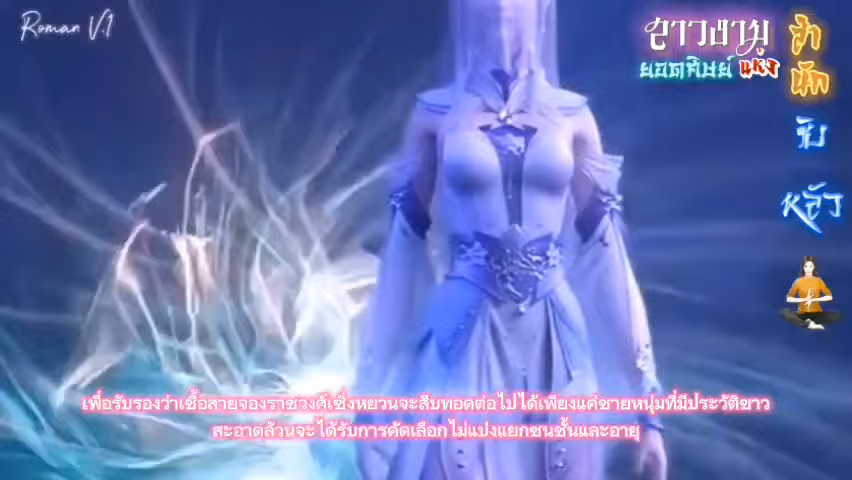 Roman V.1
ขาวงาม
ยอดศิษย์ แห่ง
สำ
นัก
ยิบ
หลัว
เพื่อรับรองว่าเชื้อสายจองราชวงศ์เซิ่งหยวนจะสืบทอดต่อไปได้เพียงแค่ชายหนุ่มที่มีประวัติขาว
สะอาดล้วนจะได้รับการคัดเลือกไม่แบ่งแยกชนชั้นและอายุ